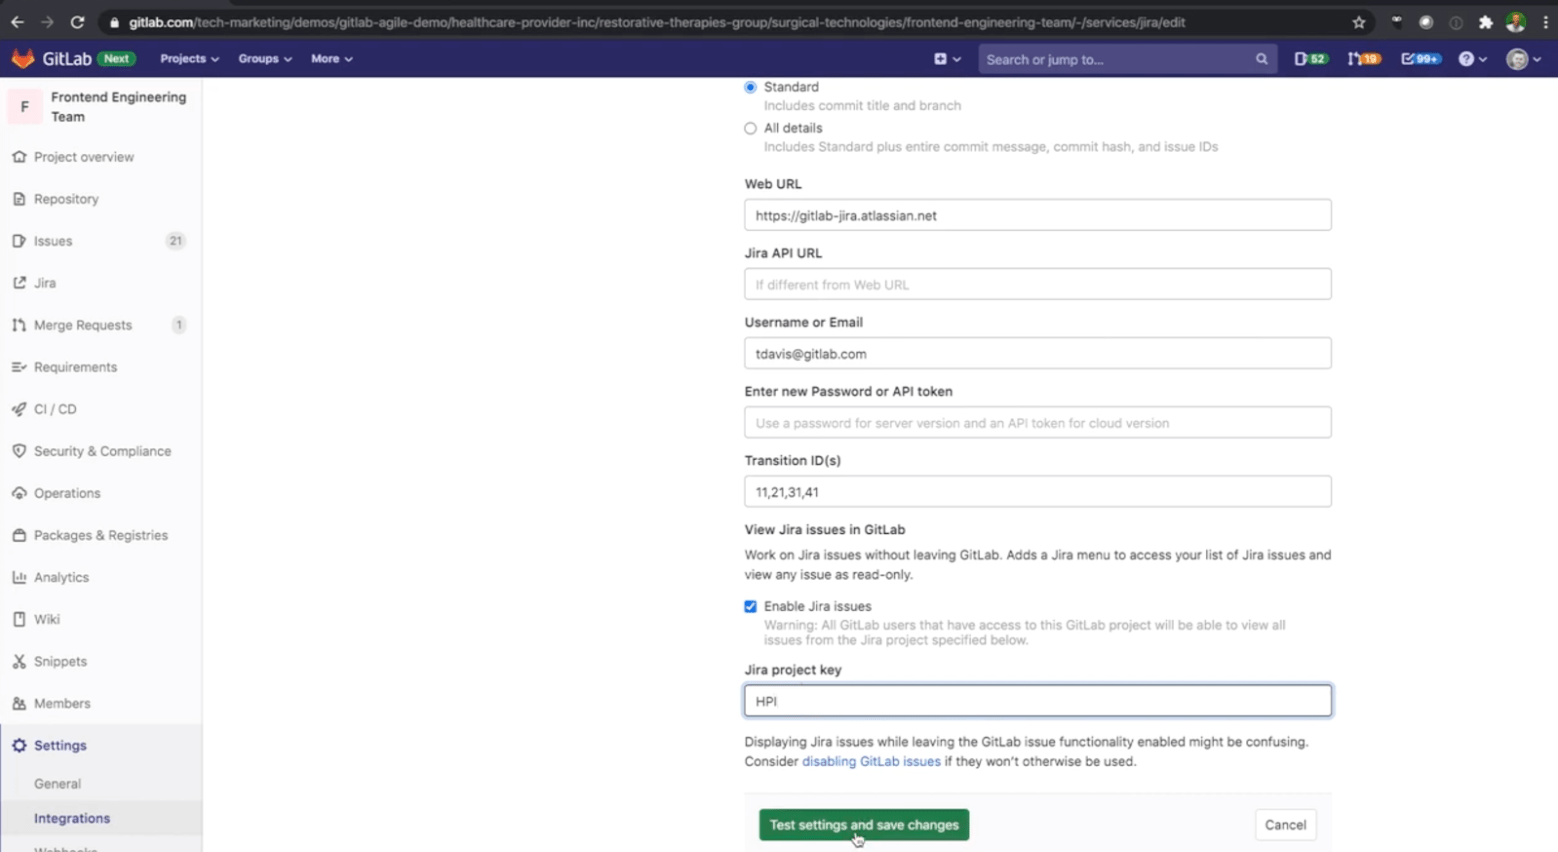 gitlab.com/tech-marketing/demos/gitlab-agile-demo/healthcare-provider-inc/restorative-therapies-group/surgical-technologies/frontend-engineering-team/-/services/jira/edit
GitLab Next Projects Groups More Search or jump to... 52 19 99+
F Frontend Engineering
Team
Project overview
Repository
Issues 21
Jira
Merge Requests 1
Requirements
CI / CD
Security & Compliance
Operations
Packages & Registries
Analytics
Wiki
Snippets
Members
Settings
General
Integrations
Webhooks
Standard
Includes commit title and branch
All details
Includes Standard plus entire commit message, commit hash, and issue IDs
Web URL
https://gitlab-jira.atlassian.net
Jira API URL
If different from Web URL
Username or Email
tdavis@gitlab.com
Enter new Password or API token
Use a password for server version and an API token for cloud version
Transition ID(s)
11,21,31,41
View Jira issues in GitLab
Work on Jira issues without leaving GitLab. Adds a Jira menu to access your list of Jira issues and
view any issue as read-only.
Enable Jira issues
Warning: All GitLab users that have access to this GitLab project will be able to view all
issues from the Jira project specified below.
Jira project key
HPI
Displaying Jira issues while leaving the GitLab issue functionality enabled might be confusing.
Consider disabling GitLab issues if they won't otherwise be used.
Test settings and save changes
Cancel